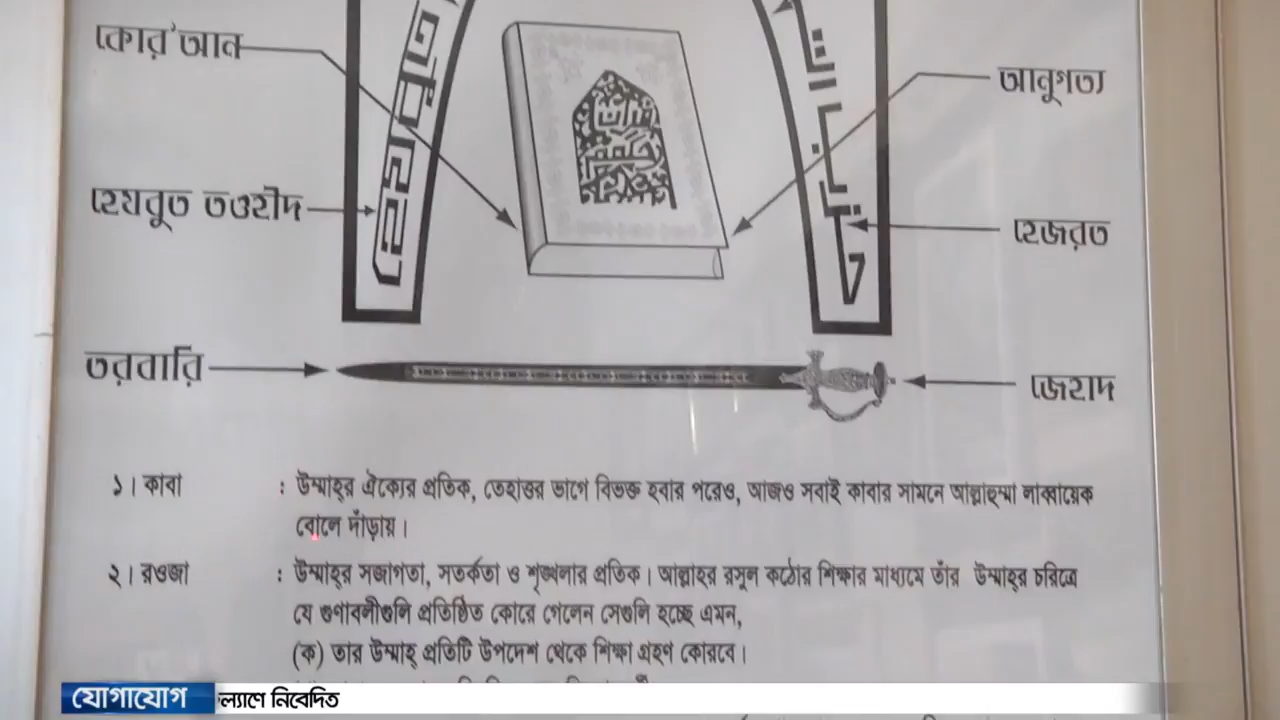 কোর'আন
আনুগত্য
হেযবুত তওহীদ
হেজরত
তরবারি
জেহাদ
১। কাবা : উম্মাহ্‌র ঐক্যের প্রতিক, তেহাত্তর ভাগে বিভক্ত হবার পরেও, আজও সবাই কাবার সামনে আল্লাহুম্মা লাব্বায়েক
বোলে দাঁড়ায়।
২। রওজা : উম্মাহ্‌র সজাগতা, সতর্কতা ও শৃঙ্খলার প্রতিক। আল্লাহর রসুল কঠোর শিক্ষার মাধ্যমে তাঁর উম্মাহ্‌র চরিত্রে
যে গুণাবলীগুলি প্রতিষ্ঠিত কোরে গেলেন সেগুলি হচ্ছে এমন,
(ক) তার উম্মাহ্ প্রতিটি উপদেশ থেকে শিক্ষা গ্রহণ কোরবে।
যোগাযোগ
ল্যাণে নিবেদিত